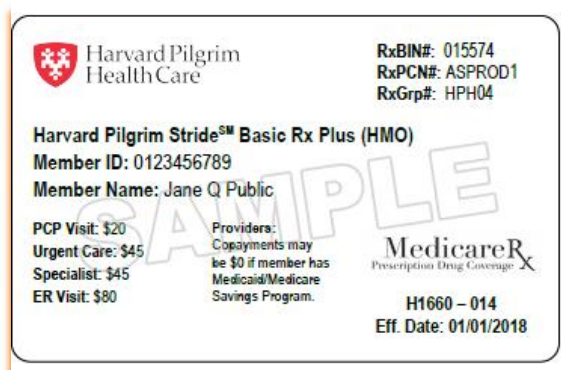 Harvard Pilgrim
Health Care
RxBIN#: 015574
RxPCN#: ASPROD1
RxGrp#: HPH04
Harvard Pilgrim Stride℠ Basic Rx Plus (HMO)
Member ID: 0123456789
Member Name: Jane Q Public
SAMPLE
PCP Visit: $20
Urgent Care: $45
Specialist: $45
ER Visit: $80
Providers:
Copayments may
be $0 if member has
Medicaid/Medicare
Savings Program.
MedicareRx
Prescription Drug Coverage
H1660 – 014
Eff. Date: 01/01/2018